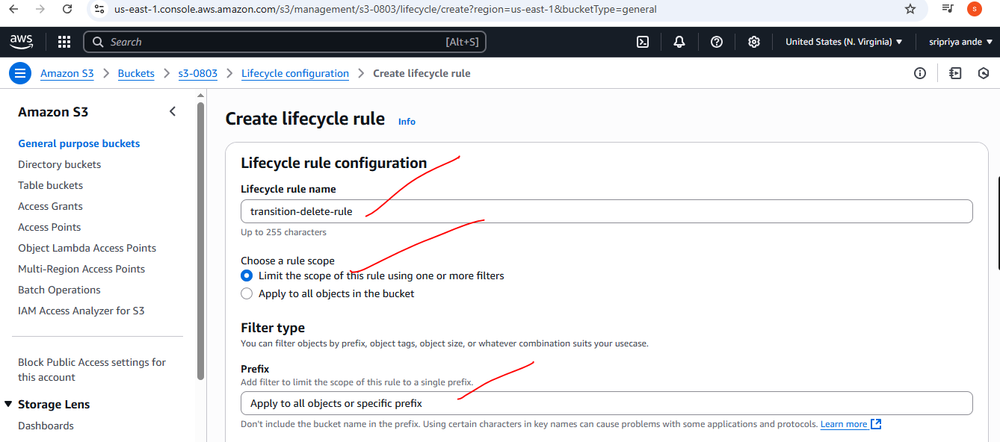 us-east-1.console.aws.amazon.com/s3/management/s3-0803/lifecycle/create?region=us-east-1&bucketType=general
S
aws
Search
[Alt+S]
United States (N. Virginia)
sripriya ande
Amazon S3
Buckets
s3-0803
Lifecycle configuration
Create lifecycle rule
Amazon S3
General purpose buckets
Directory buckets
Table buckets
Access Grants
Access Points
Object Lambda Access Points
Multi-Region Access Points
Batch Operations
IAM Access Analyzer for S3
Block Public Access settings for
this account
Storage Lens
Dashboards
Create lifecycle rule Info
Lifecycle rule configuration
Lifecycle rule name
transition-delete-rule
Up to 255 characters
Choose a rule scope
Limit the scope of this rule using one or more filters
Apply to all objects in the bucket
Filter type
You can filter objects by prefix, object tags, object size, or whatever combination suits your usecase.
Prefix
Add filter to limit the scope of this rule to a single prefix.
Apply to all objects or specific prefix
Don't include the bucket name in the prefix. Using certain characters in key names can cause problems with some applications and protocols. Learn more